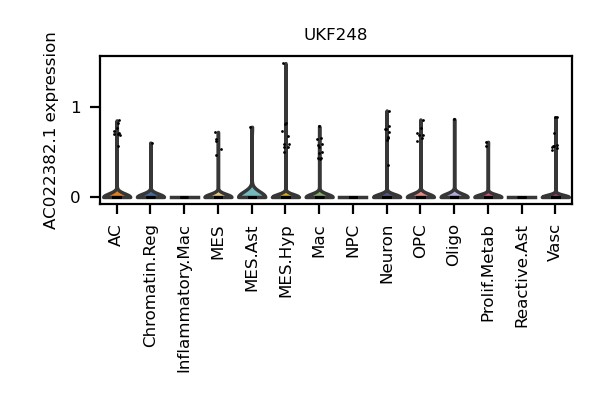 UKF248
AC022382.1 expression
1
0
AC
Chromatin.Reg
Inflammatory.Mac
MES
MES.Ast
MES.Hyp
Mac
NPC
Neuron
OPC
Oligo
Prolif.Metab
Reactive.Ast
Vasc